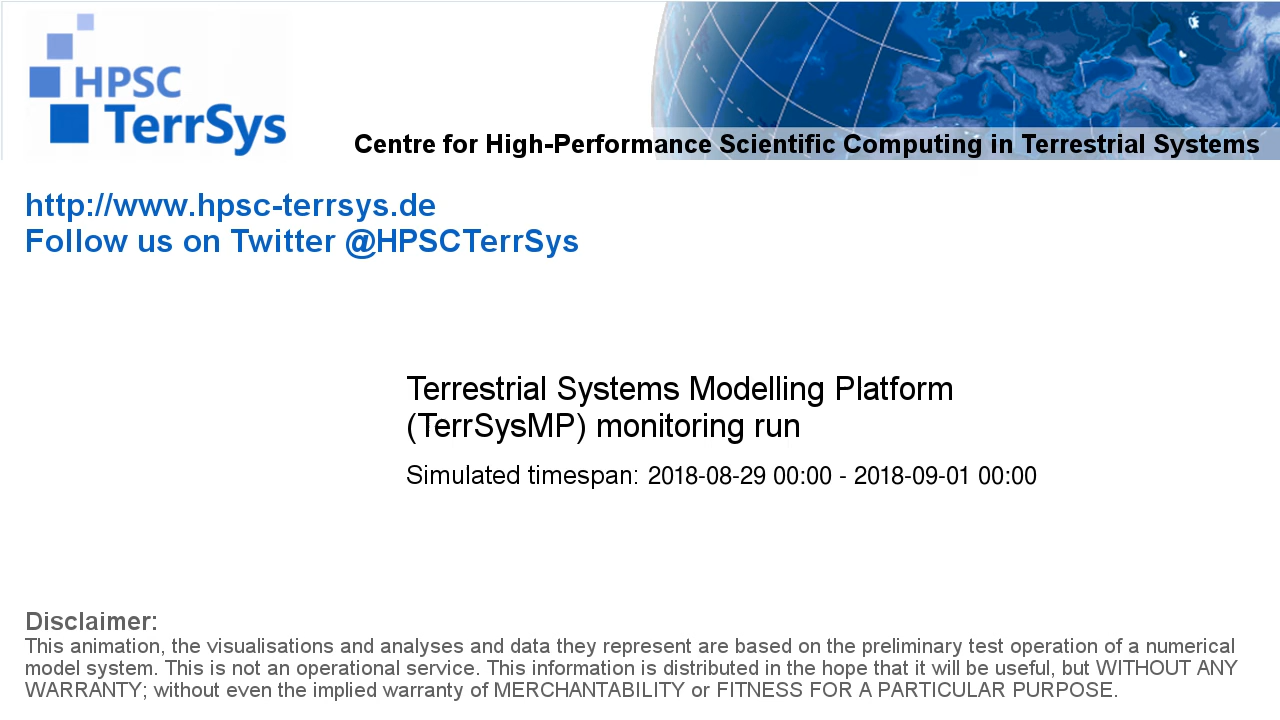 HPSC
TerrSys
Centre for High-Performance Scientific Computing in Terrestrial Systems
http://www.hpsc-terrsys.de
Follow us on Twitter @HPSCTerrSys
Terrestrial Systems Modelling Platform
(TerrSysMP) monitoring run
Simulated timespan: 2018-08-29 00:00 - 2018-09-01 00:00
Disclaimer:
This animation, the visualisations and analyses and data they represent are based on the preliminary test operation of a numerical
model system. This is not an operational service. This information is distributed in the hope that it will be useful, but WITHOUT ANY
WARRANTY; without even the implied warranty of MERCHANTABILITY or FITNESS FOR A PARTICULAR PURPOSE.